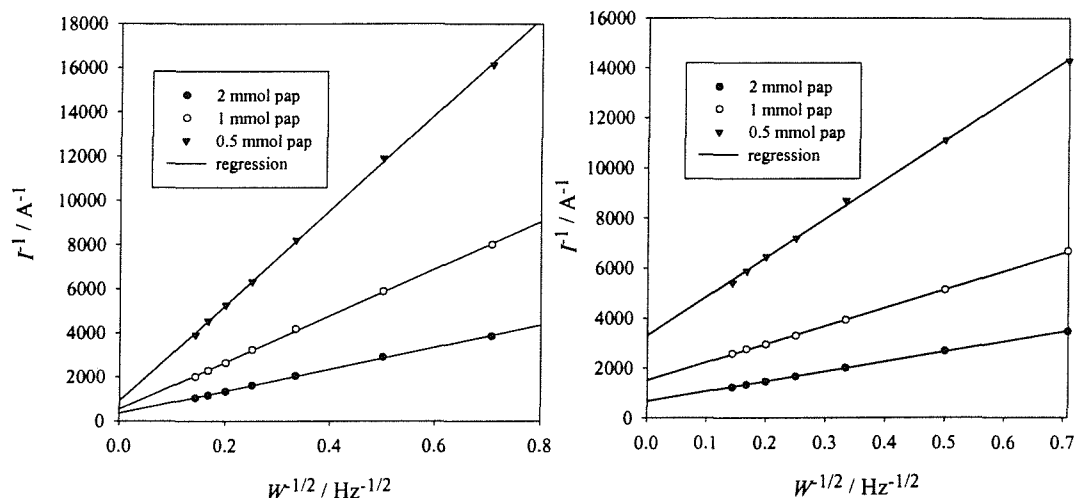 18000
16000
14000
12000
10000
8000
6000
4000
2000
0
2 mmol pap
1 mmol pap
0.5 mmol pap
regression
I⁻¹ / A⁻¹
0.0 0.2 0.4 0.6 0.8
W⁻¹/² / Hz⁻¹/²
16000
14000
12000
10000
8000
6000
4000
2000
0
2 mmol pap
1 mmol pap
0.5 mmol pap
regression
I⁻¹ / A⁻¹
0.0 0.1 0.2 0.3 0.4 0.5 0.6 0.7
W⁻¹/² / Hz⁻¹/²